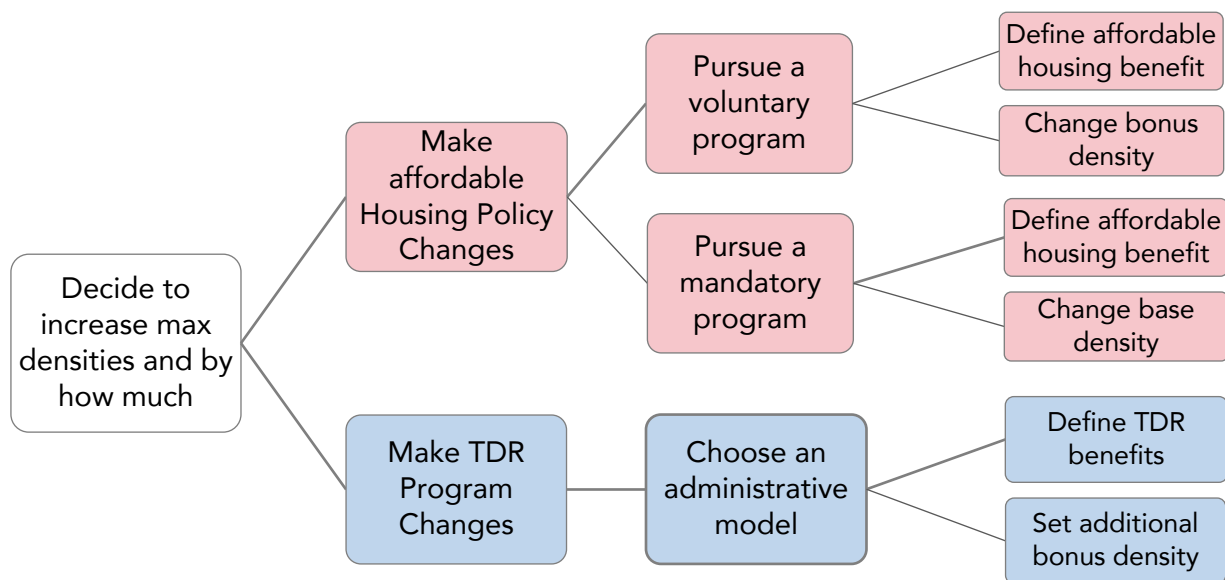 Decide to
increase max
densities and by
how much
Make
affordable
Housing Policy
Changes
Pursue a
voluntary
program
Define affordable
housing benefit
Change bonus
density
Pursue a
mandatory
program
Define affordable
housing benefit
Change base
density
Make TDR
Program
Changes
Choose an
administrative
model
Define TDR
benefits
Set additional
bonus density